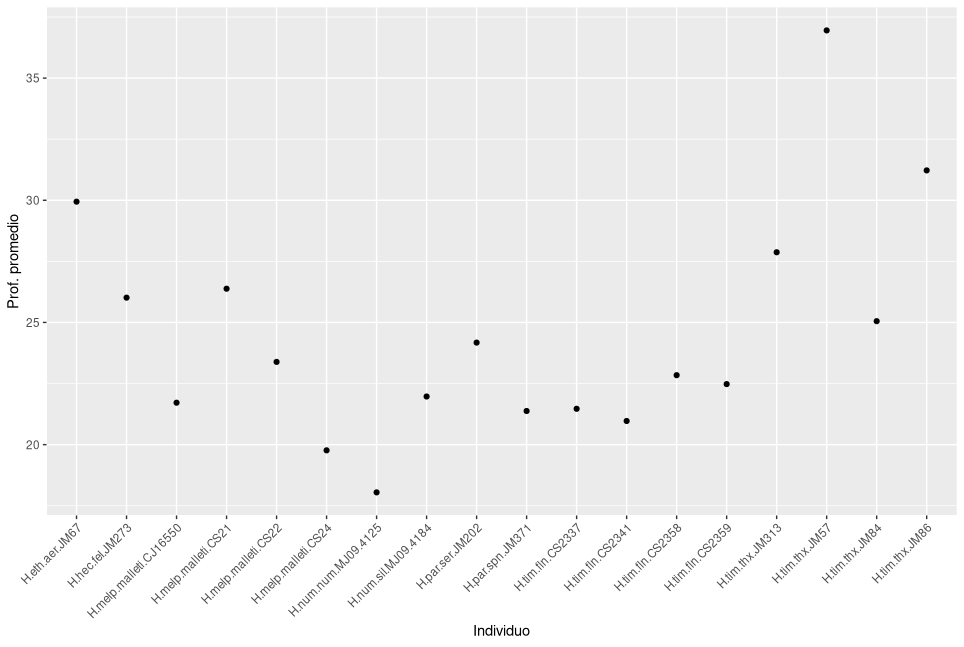 Prof. promedio
35
30
25
20
H.eth.aer.JM67
H.hec.fel.JM273
H.melp.malleti.CJ16550
H.melp.malleti.CS21
H.melp.malleti.CS22
H.melp.malleti.CS24
H.num.num.MJ09.4125
H.num.sil.MJ09.4184
H.par.ser.JM202
H.par.spn.JM371
H.tim.fln.CS2337
H.tim.fln.CS2341
H.tim.fln.CS2358
H.tim.fln.CS2359
H.tim.thx.JM313
H.tim.thx.JM57
H.tim.thx.JM84
H.tim.thx.JM86
Individuo